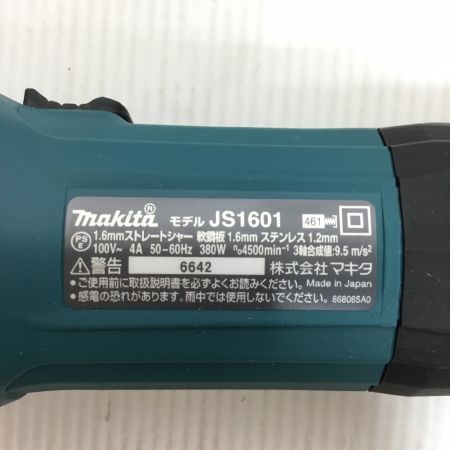 makita® モデル JS1601 461
PS E 1.6mmストレートシャー 軟鋼板 1.6mm ステンレス 1.2mm
100V~ 4A 50-60Hz 380W n₀4500min⁻¹ 3軸合成値:9.5 m/s²
⚠警告 6642 株式会社 マキタ
●ご使用前に取扱説明書を必ずよくお読みください。 Made in Japan
●感電の恐れがあります。雨中では使用しないでください。 868085A0